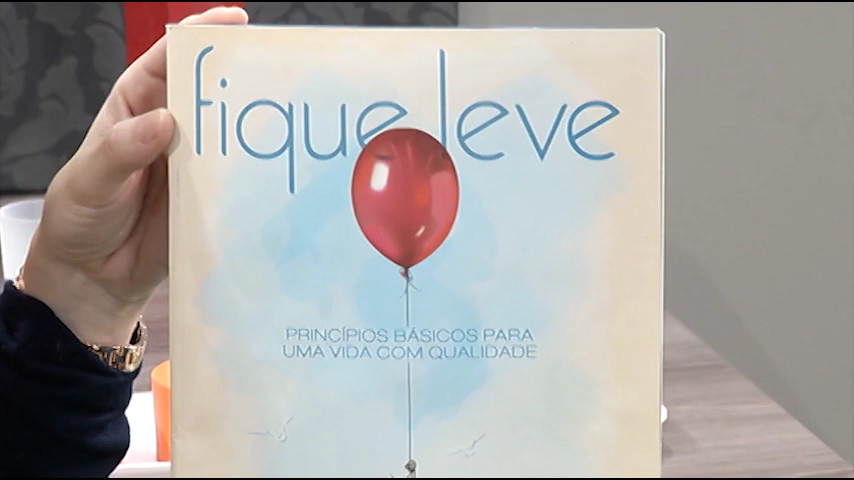 fique leve
PRINCÍPIOS BÁSICOS PARA
UMA VIDA COM QUALIDADE